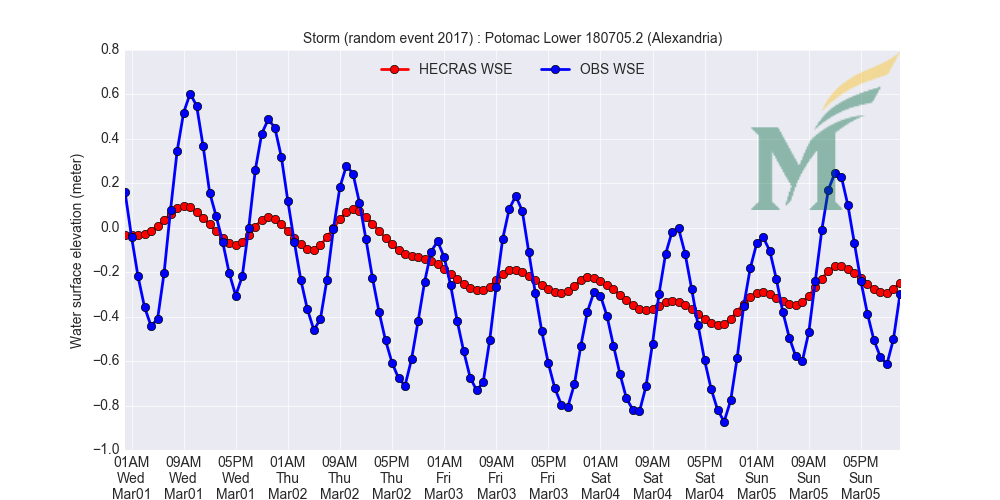 Storm (random event 2017) : Potomac Lower 180705.2 (Alexandria)
HECRAS WSE
OBS WSE
M
Water surface elevation (meter)
0.8
0.6
0.4
0.2
0.0
−0.2
−0.4
−0.6
−0.8
−1.0
01AM 09AM 05PM 01AM 09AM 05PM 01AM 09AM 05PM 01AM 09AM 05PM 01AM 09AM 05PM
Wed Wed Wed Thu Thu Thu Fri Fri Fri Sat Sat Sat Sun Sun Sun
Mar01 Mar01 Mar01 Mar02 Mar02 Mar02 Mar03 Mar03 Mar03 Mar04 Mar04 Mar04 Mar05 Mar05 Mar05